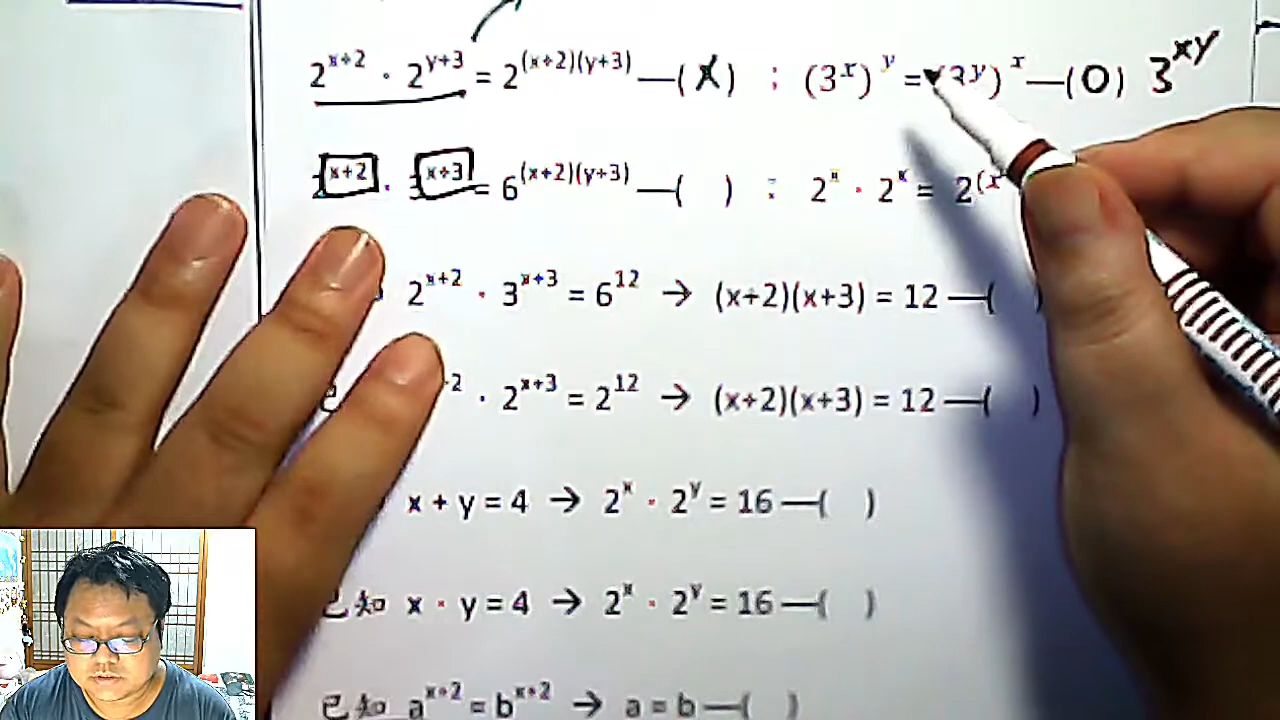 2^{x+2} · 2^{y+3} = 2^{(x+2)(y+3)} —(X) ; (3^x)^y = (3^y)^x —(O) 3^{xy}
^{x+2} · ^{x+3} = 6^{(x+2)(y+3)} —( ) ; 2^x · 2^x = 2^{(x}
2^{x+2} · 3^{x+3} = 6^{12} → (x+2)(x+3) = 12 —( )
^{2} · 2^{x+3} = 2^{12} → (x+2)(x+3) = 12 —( )
x + y = 4 → 2^x · 2^y = 16 —( )
已知 x · y = 4 → 2^x · 2^y = 16 —( )
已知 a^{x+2} = b^{x+2} → a = b —( )